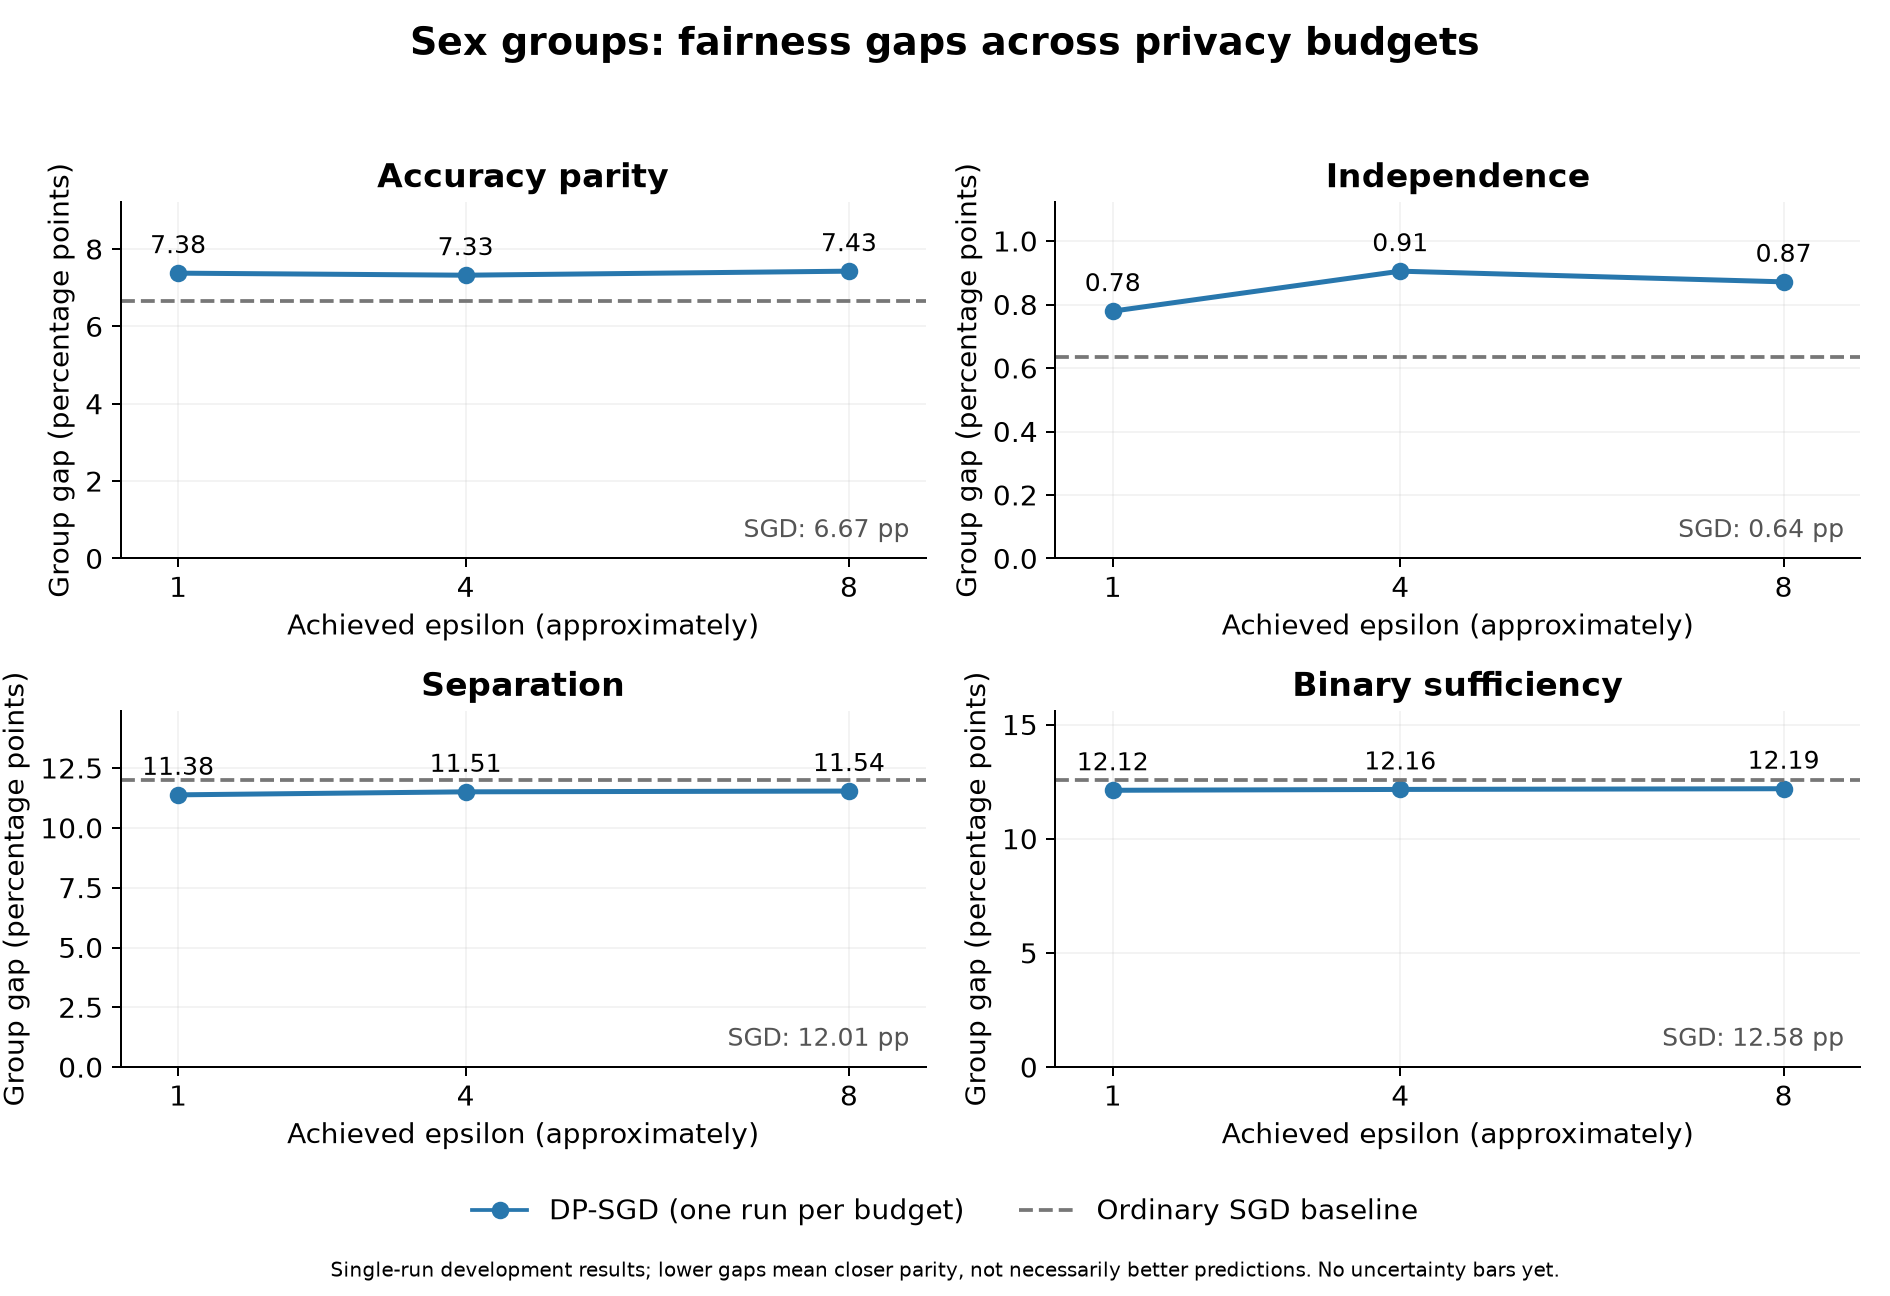 Sex groups: fairness gaps across privacy budgets
Accuracy parity
Group gap (percentage points)
8
6
4
2
0
7.38
7.33
7.43
SGD: 6.67 pp
1
4
8
Achieved epsilon (approximately)
Independence
Group gap (percentage points)
1.0
0.8
0.6
0.4
0.2
0.0
0.78
0.91
0.87
SGD: 0.64 pp
1
4
8
Achieved epsilon (approximately)
Separation
Group gap (percentage points)
12.5
10.0
7.5
5.0
2.5
0.0
11.38
11.51
11.54
SGD: 12.01 pp
1
4
8
Achieved epsilon (approximately)
Binary sufficiency
Group gap (percentage points)
15
10
5
0
12.12
12.16
12.19
SGD: 12.58 pp
1
4
8
Achieved epsilon (approximately)
DP-SGD (one run per budget)
Ordinary SGD baseline
Single-run development results; lower gaps mean closer parity, not necessarily better predictions. No uncertainty bars yet.